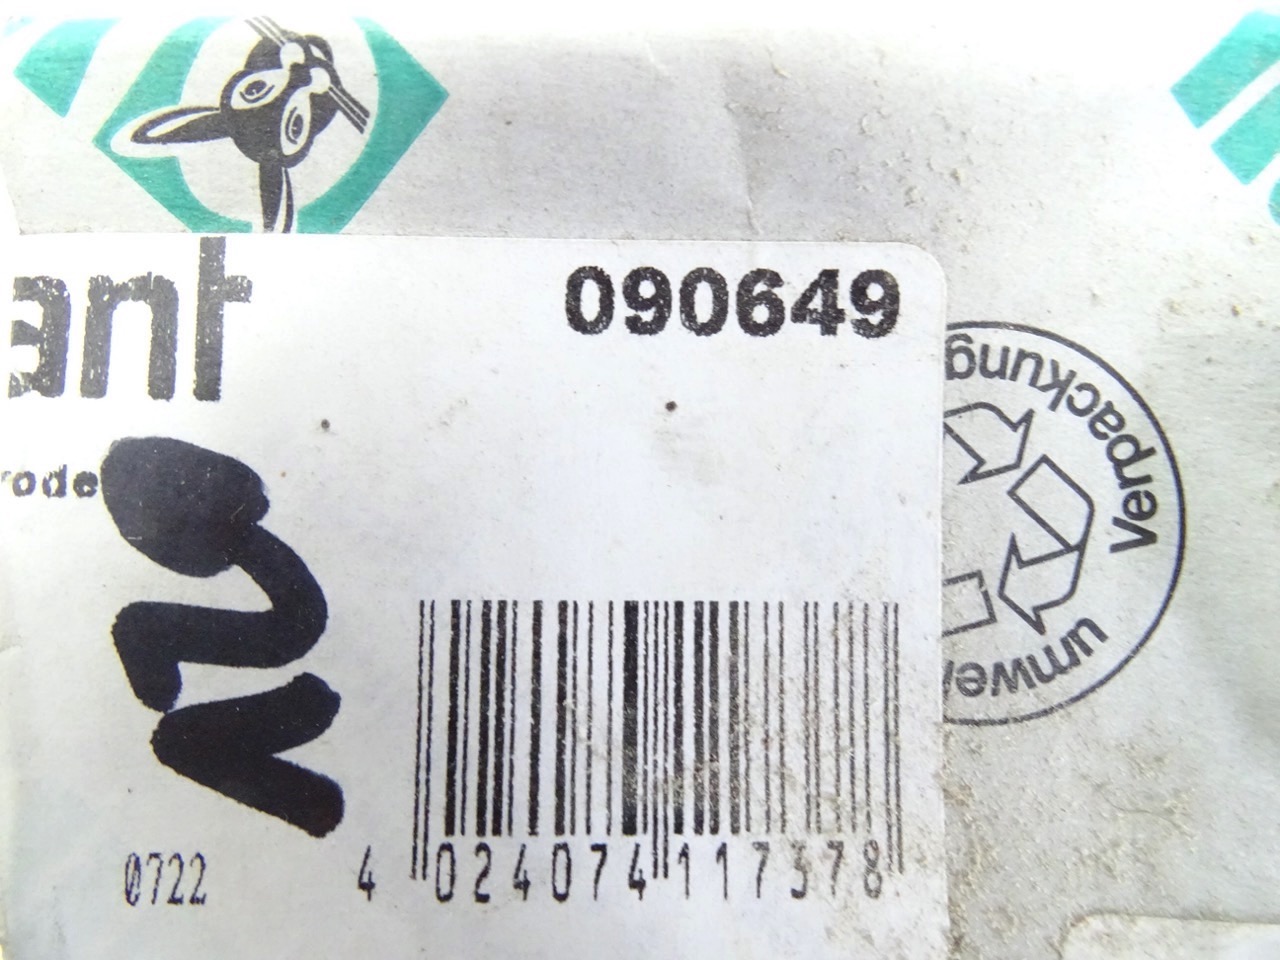 090649
ant
Verpackung
umwel
rode
0722
4 024074 117378